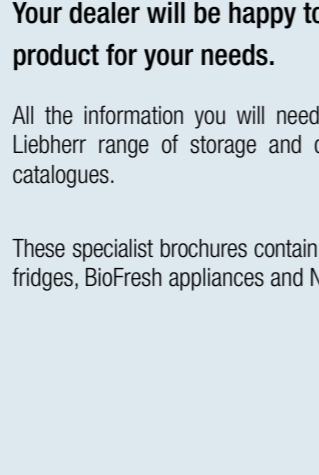 Your dealer will be happy to
product for your needs.
All the information you will need
Liebherr range of storage and
catalogues.
These specialist brochures contain
fridges, BioFresh appliances and